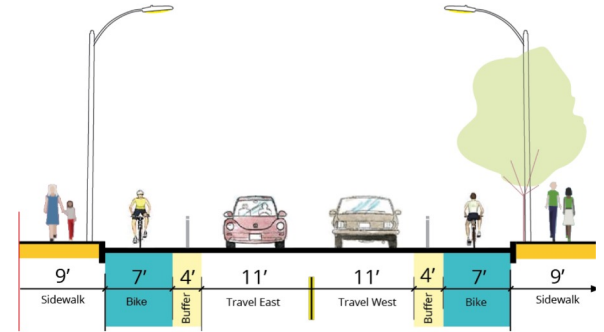 9’ 7’ 4’ 11’ 11’ 4’ 7’ 9’
Sidewalk Bike Buffer Travel East Travel West Buffer Bike Sidewalk